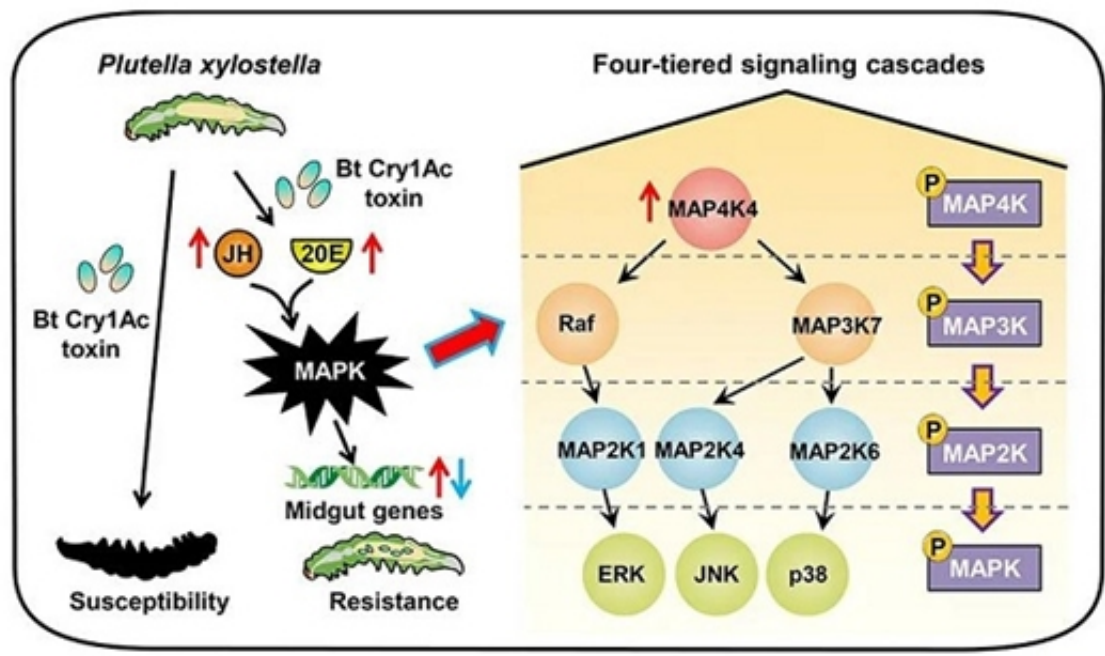 Plutella xylostella
Bt Cry1Ac
toxin
JH
20E
Bt Cry1Ac
toxin
MAPK
Midgut genes
Susceptibility
Resistance
Four-tiered signaling cascades
MAP4K4
P
MAP4K
Raf
MAP3K7
P
MAP3K
MAP2K1
MAP2K4
MAP2K6
P
MAP2K
ERK
JNK
p38
P
MAPK